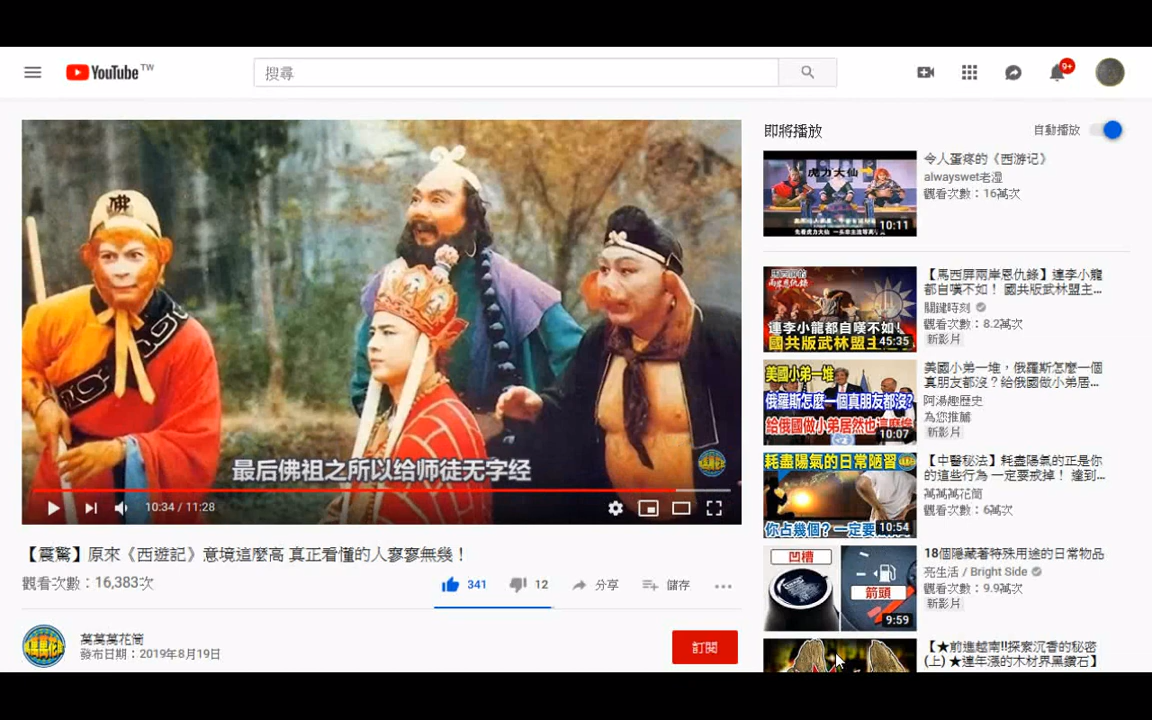 YouTube TW
搜尋
9+
佛
最后佛祖之所以给师徒无字经
10:34 / 11:28
【震驚】原來《西遊記》意境這麼高 真正看懂的人寥寥無幾！
觀看次數：16,383次
341
12
分享
儲存
萬萬萬花筒
發布日期：2019年8月19日
訂閱
即將播放
自動播放
虎力大仙
10:11
令人蛋疼的《西游记》
alwayswet老湿
觀看次數：16萬次
連李小龍都自嘆不如！
國共版武林盟主
45:35
【馬西屏兩岸恩仇錄】連李小龍
都自嘆不如！ 國共版武林盟主...
關鍵時刻
觀看次數：8.2萬次
新影片
美國小弟一堆
俄羅斯怎麼一個真朋友都沒?
給俄國做小弟居然也
10:07
美國小弟一堆，俄羅斯怎麼一個
真朋友都沒？給俄國做小弟居...
阿湯趣歷史
為您推薦
新影片
耗盡陽氣的日常陋習
你占幾個？一定要
10:54
【中醫秘法】耗盡陽氣的正是你
的這些行為 一定要戒掉！ 達到...
萬萬萬花筒
觀看次數：6萬次
凹槽
箭頭
9:59
18個隱藏著特殊用途的日常物品
亮生活 / Bright Side
觀看次數：9.9萬次
新影片
【★前進越南!!探索沉香的秘密
(上) ★連年漲的木材界黑鑽石】